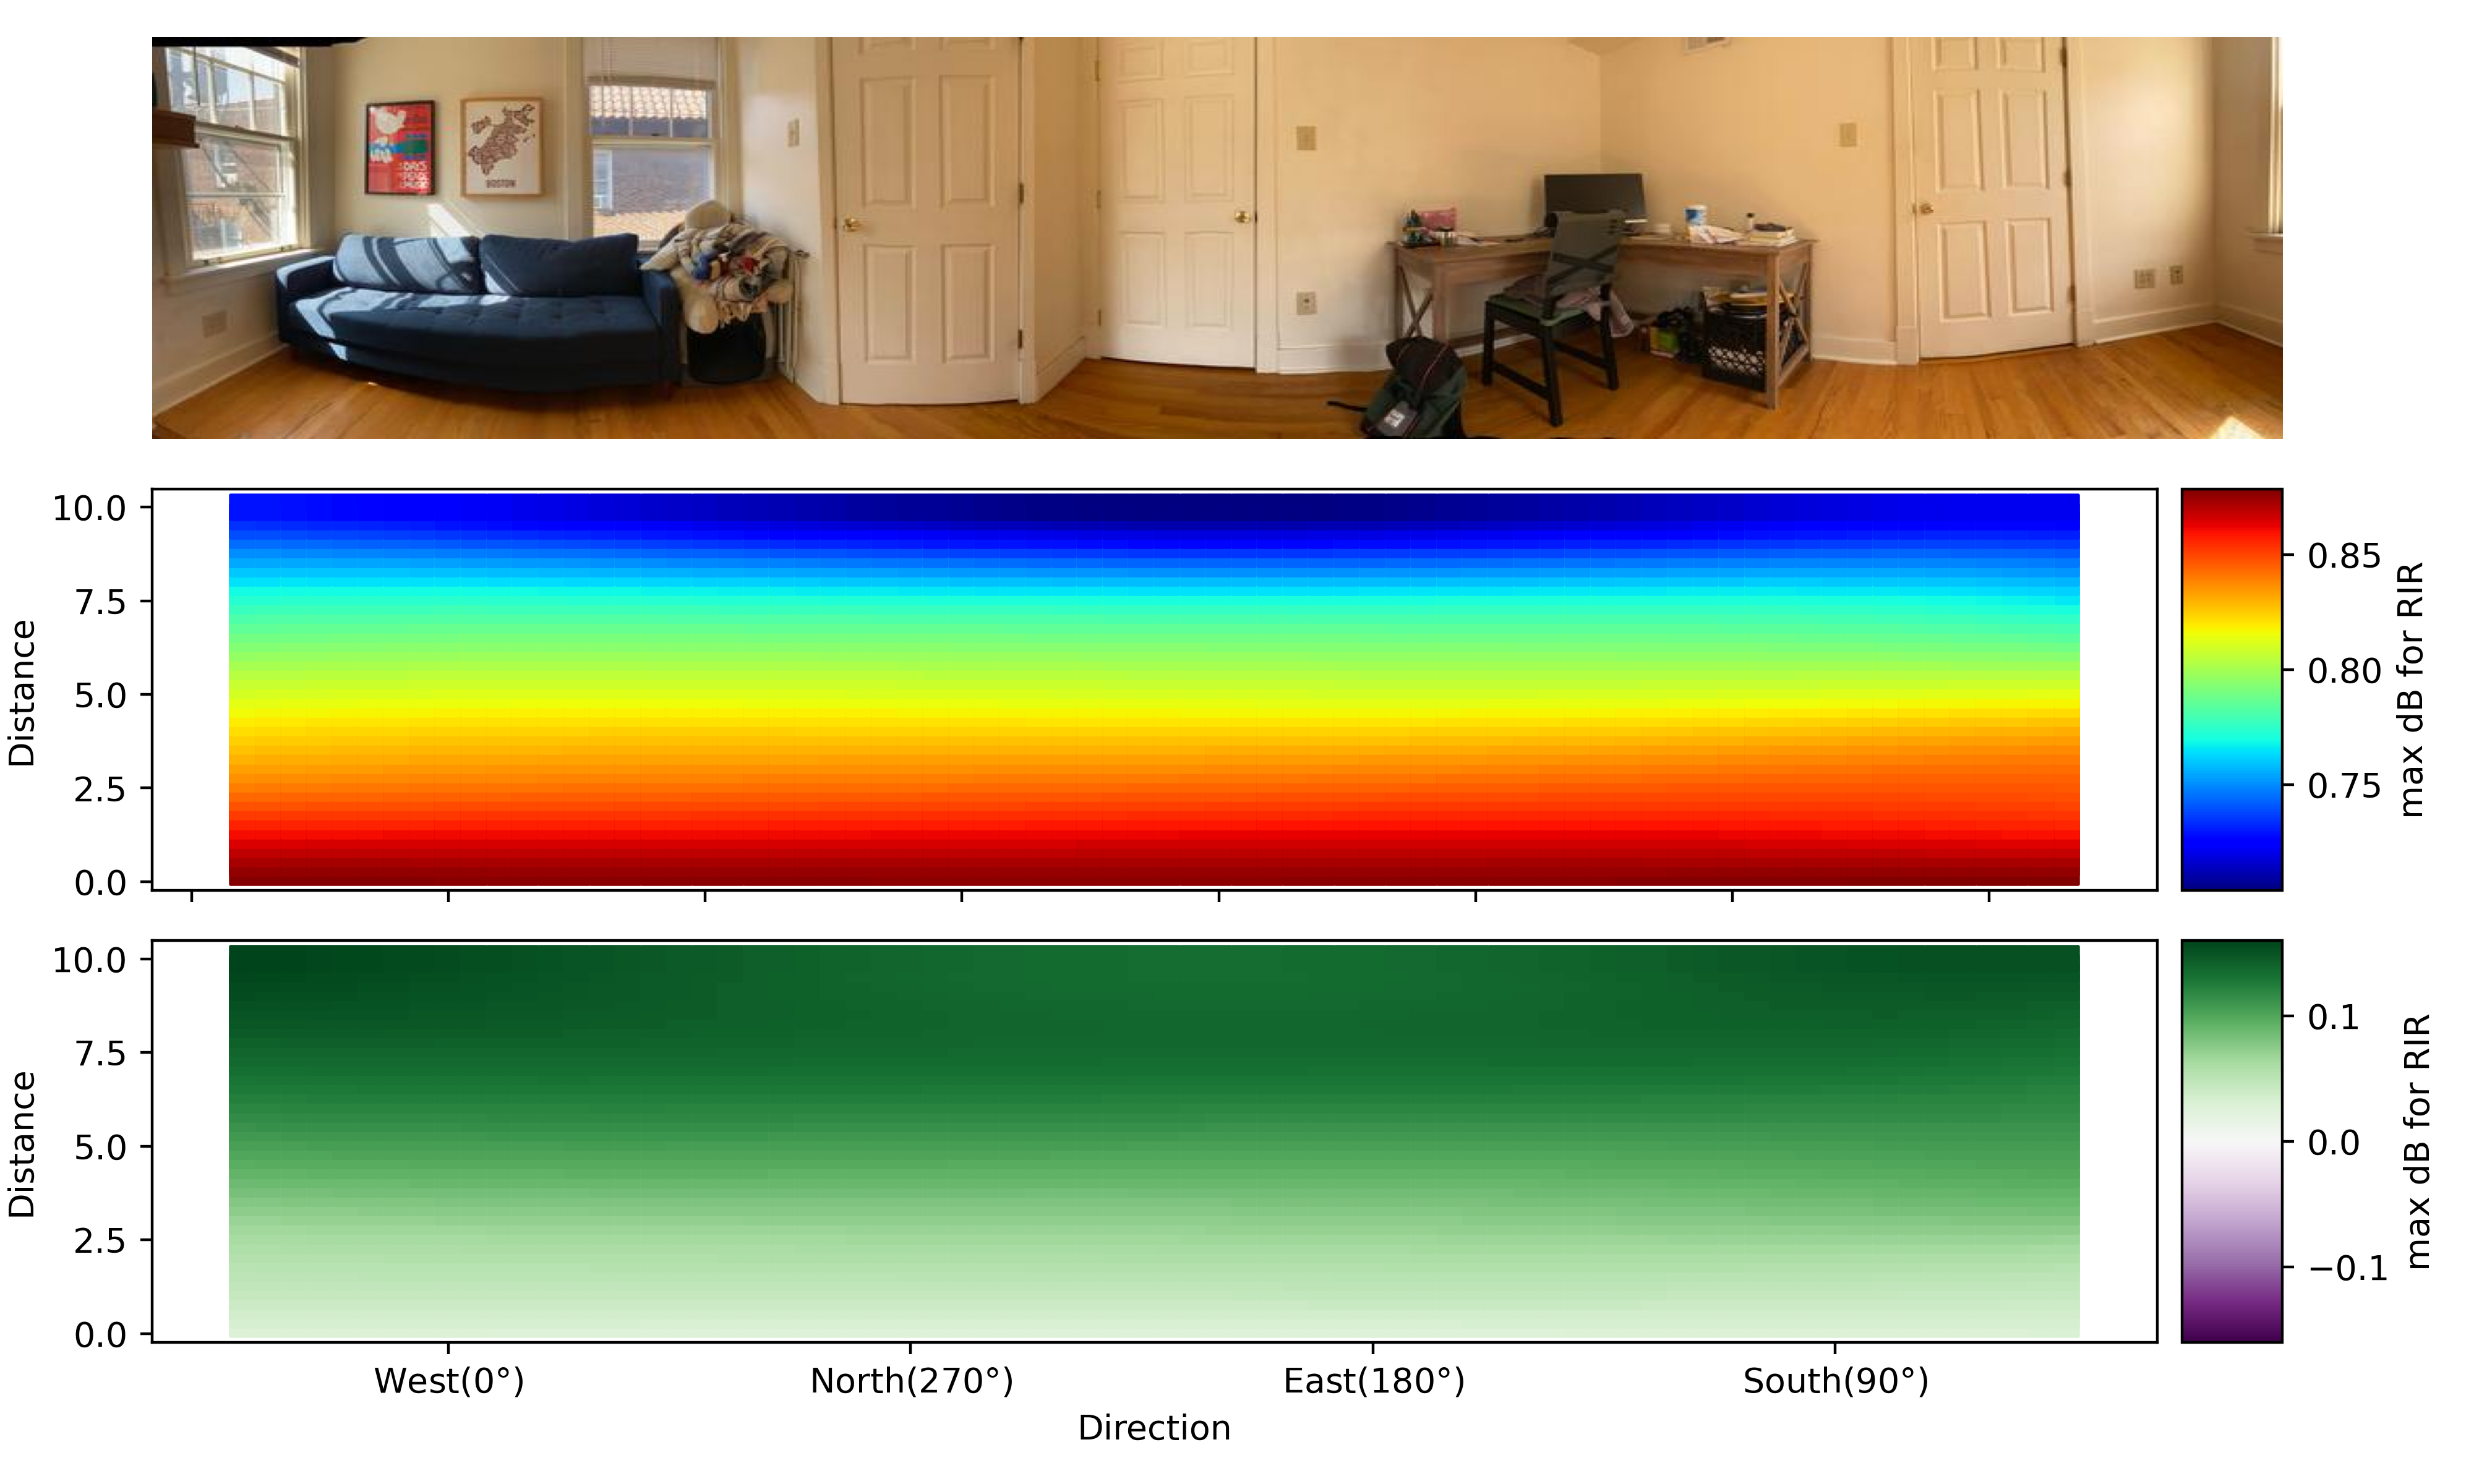 DAYS
PEACE
MUSIC
BOSTON
10.0
7.5
5.0
2.5
0.0
Distance
0.85
0.80
0.75
max dB for RIR
10.0
7.5
5.0
2.5
0.0
Distance
0.1
0.0
−0.1
max dB for RIR
West(0°)
North(270°)
East(180°)
South(90°)
Direction